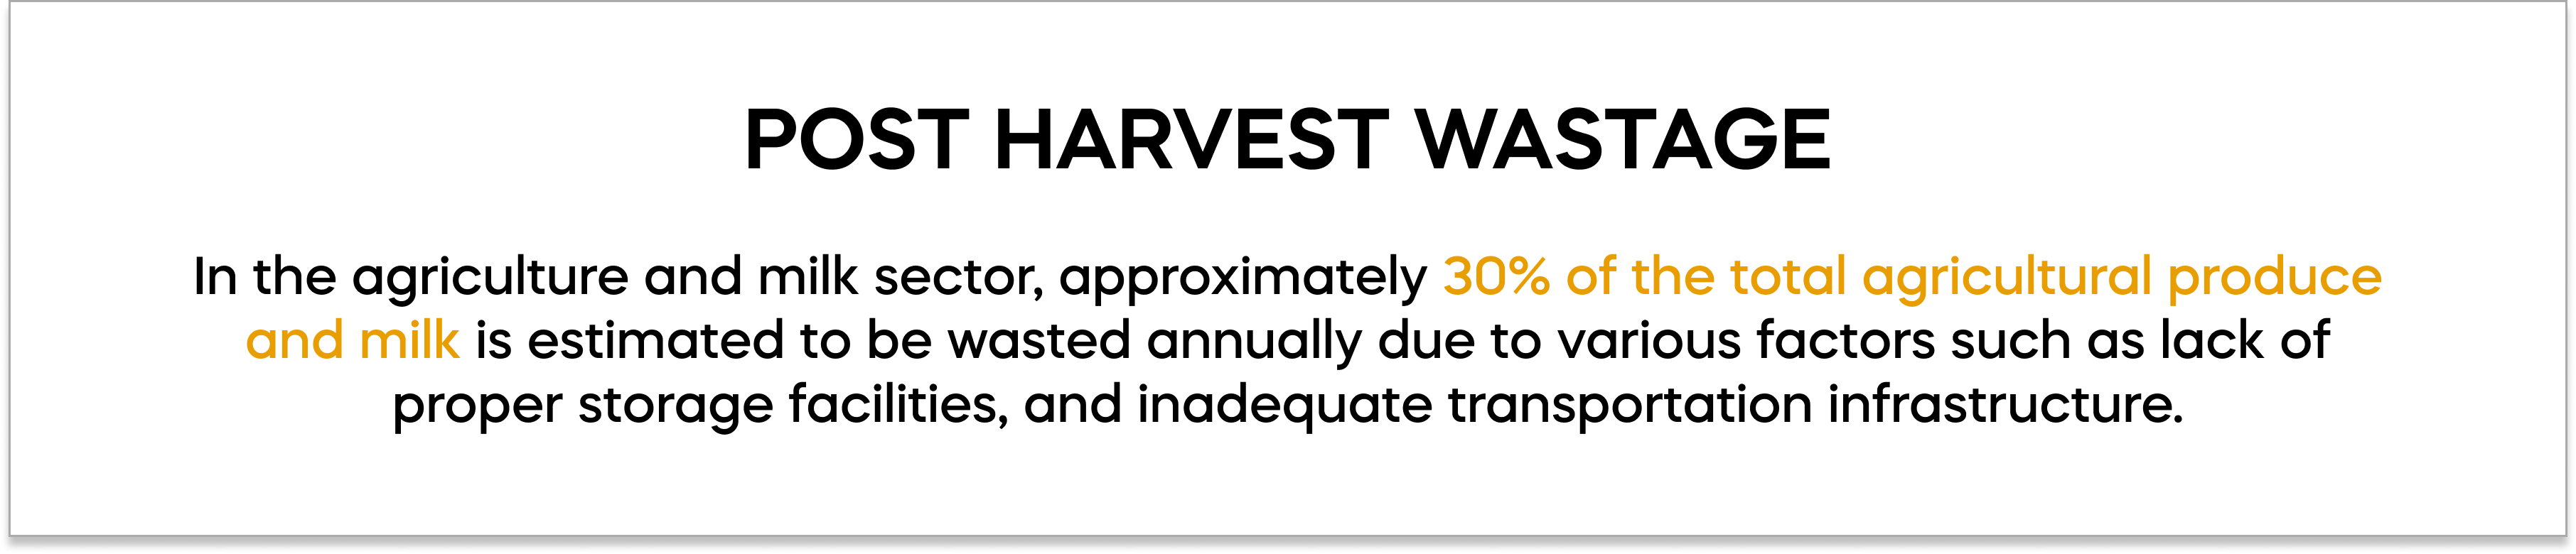 POST HARVEST WASTAGE
In the agriculture and milk sector, approximately 30% of the total agricultural produce
and milk is estimated to be wasted annually due to various factors such as lack of
proper storage facilities, and inadequate transportation infrastructure.